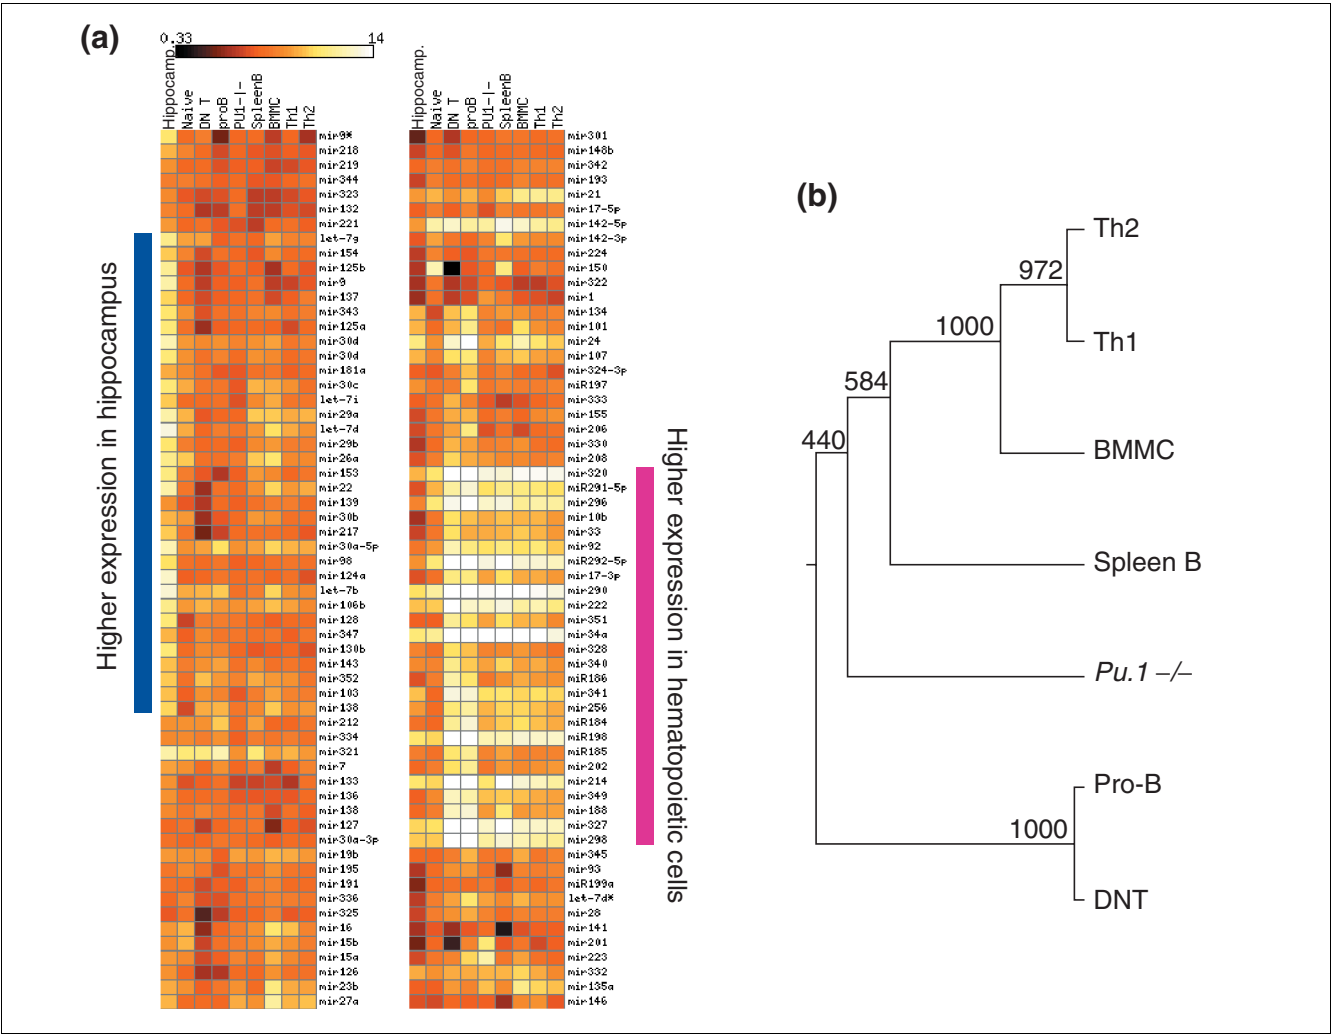 (a)
0.33
14
Hippocamp.
Naive
DN T
proB
PU1-|-
SpleenB
BMMC
Th1
Th2
mir9*
mir218
mir219
mir344
mir323
mir132
mir221
let-7g
mir154
mir125b
mir9
mir137
mir343
mir125a
mir30d
mir30d
mir181a
mir30c
let-7i
mir29a
let-7d
mir29b
mir26a
mir153
mir22
mir139
mir30b
mir217
mir30a-5p
mir98
mir124a
let-7b
mir106b
mir128
mir347
mir130b
mir143
mir352
mir103
mir138
mir212
mir334
mir321
mir7
mir133
mir136
mir138
mir127
mir30a-3p
mir19b
mir195
mir191
mir336
mir325
mir16
mir15b
mir15a
mir126
mir23b
mir27a
Higher expression in hippocampus
Hippocamp.
Naive
DN T
proB
PU1-|-
SpleenB
BMMC
Th1
Th2
mir301
mir148b
mir342
mir193
mir21
mir17-5p
mir142-5p
mir142-3p
mir224
mir150
mir322
mir1
mir134
mir101
mir24
mir107
mir324-3p
miR197
mir333
mir155
mir206
mir330
mir208
mir320
miR291-5p
mir296
mir10b
mir33
mir92
miR292-5p
mir17-3p
mir290
mir222
mir351
mir34a
mir328
mir340
miR186
mir341
mir256
miR184
miR198
miR185
mir202
mir214
mir349
mir188
mir327
mir298
mir345
mir93
miR199a
let-7d*
mir28
mir141
mir201
mir223
mir332
mir135a
mir146
Higher expression in hematopoietic cells
(b)
Th2
972
Th1
1000
584
BMMC
440
Spleen B
Pu.1 –/–
Pro-B
1000
DNT